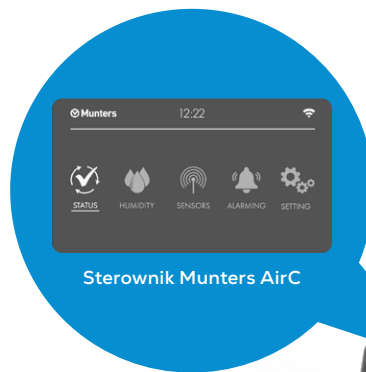 Munters 12:22
STATUS HUMIDITY SENSORS ALARMING SETTING
Sterownik Munters AirC